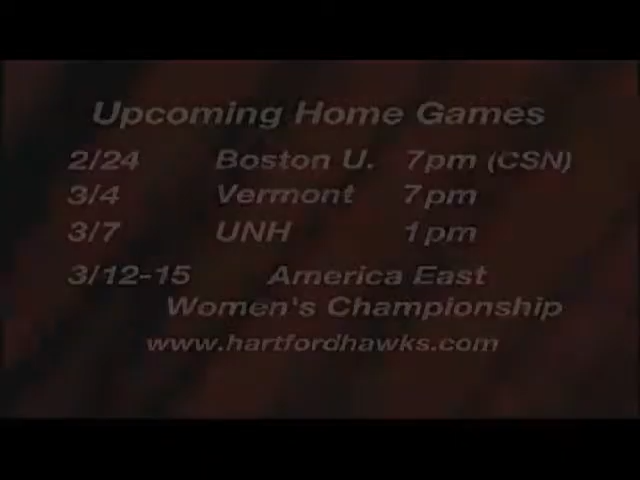 Upcoming Home Games
2/24 Boston U. 7pm (CSN)
3/4 Vermont 7pm
3/7 UNH 1pm
3/12-15 America East
Women's Championship
www.hartfordhawks.com